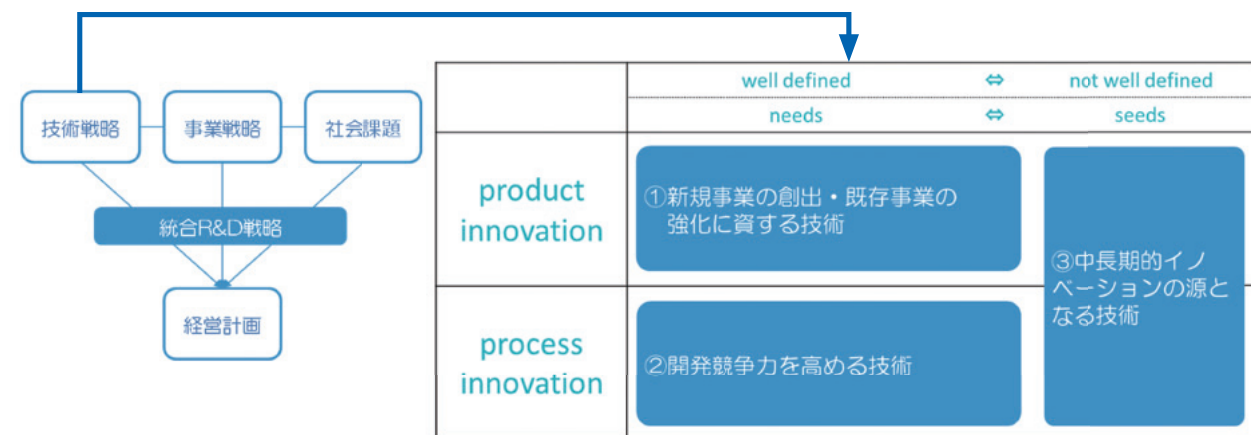 技術戦略
事業戦略
社会課題
統合R&D戦略
経営計画
well defined ⇔ not well defined
needs ⇔ seeds
product
innovation
①新規事業の創出・既存事業の
強化に資する技術
process
innovation
②開発競争力を高める技術
③中長期的イノ
ベーションの源と
なる技術